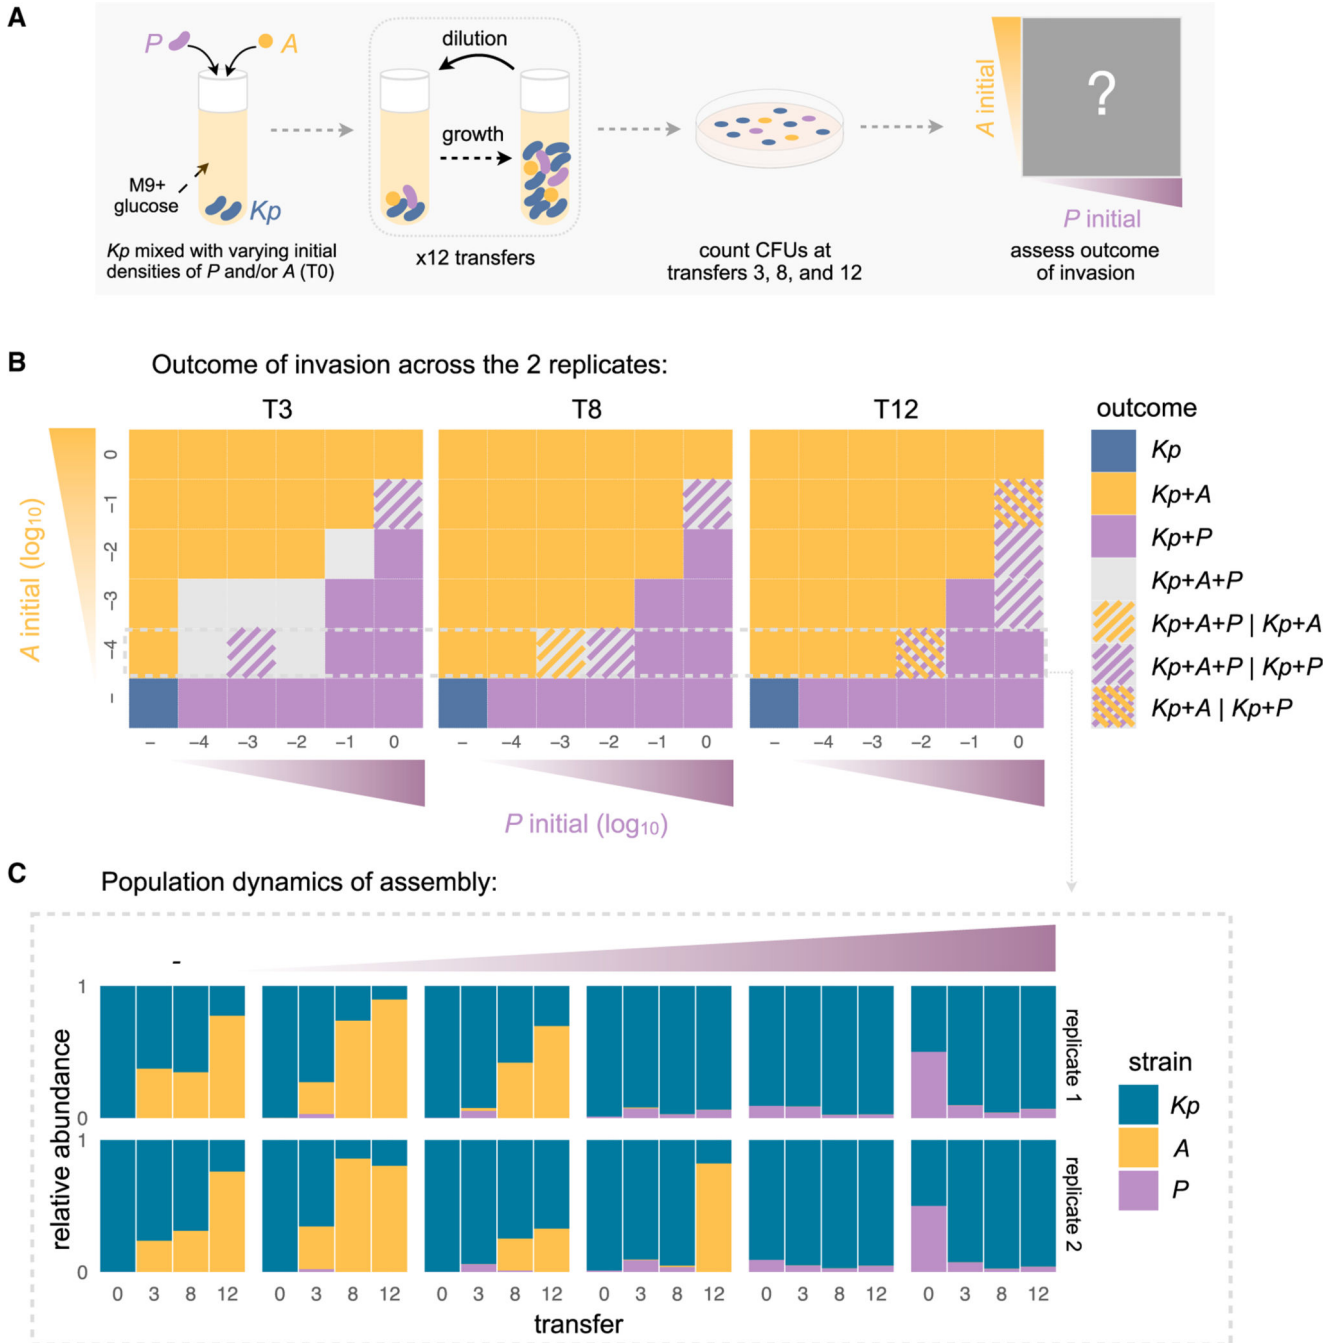 A
P
A
dilution
growth
M9+
glucose
Kp
Kp mixed with varying initial
densities of P and/or A (T0)
x12 transfers
count CFUs at
transfers 3, 8, and 12
A initial
?
P initial
assess outcome
of invasion
B
Outcome of invasion across the 2 replicates:
T3
T8
T12
A initial (log₁₀)
0
−1
−2
−3
−4
−
− −4 −3 −2 −1 0
− −4 −3 −2 −1 0
− −4 −3 −2 −1 0
P initial (log₁₀)
outcome
Kp
Kp+A
Kp+P
Kp+A+P
Kp+A+P | Kp+A
Kp+A+P | Kp+P
Kp+A | Kp+P
C
Population dynamics of assembly:
-
1
0
replicate 1
relative abundance
1
0
replicate 2
0 3 8 12
0 3 8 12
0 3 8 12
0 3 8 12
0 3 8 12
0 3 8 12
transfer
strain
Kp
A
P